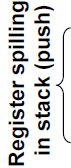 Register spilling
in stack (push)